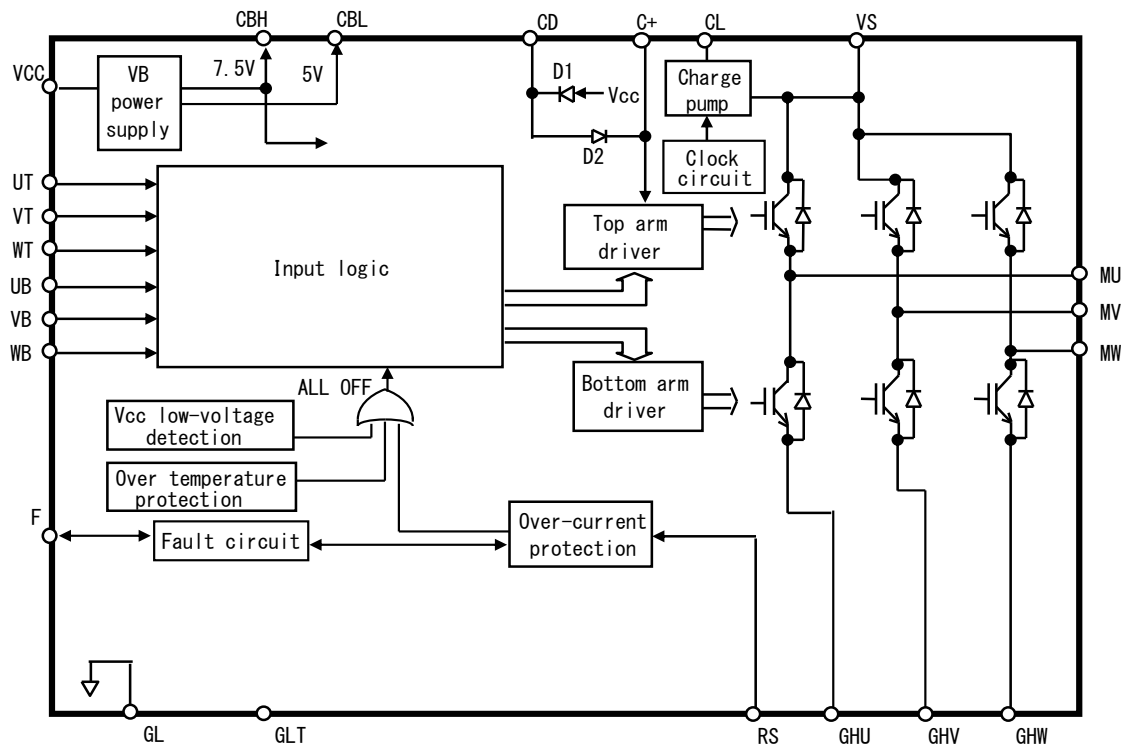 CBH
CBL
CD
C+
CL
VS
VCC
VB
power
supply
7.5V
5V
D1
Vcc
D2
Charge
pump
Clock
circuit
UT
VT
WT
UB
VB
WB
Input logic
Top arm
driver
Bottom arm
driver
MU
MV
MW
ALL OFF
Vcc low-voltage
detection
Over temperature
protection
F
Fault circuit
Over-current
protection
GL
GLT
RS
GHU
GHV
GHW